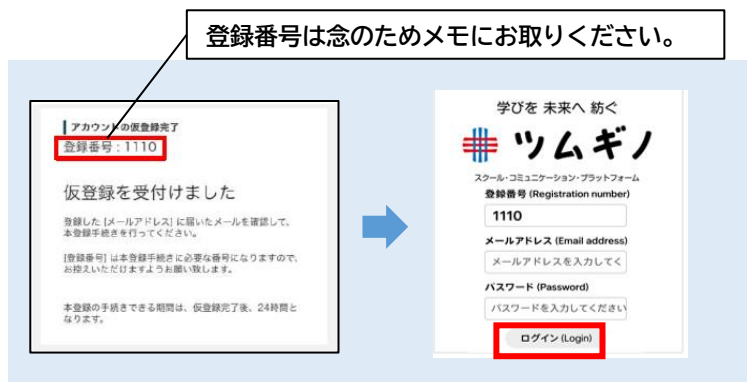 登録番号は念のためメモにお取りください。
アカウントの仮登録完了
登録番号 : 1110
仮登録を受付けました
登録した [メールアドレス] に届いたメールを確認して、
本登録手続きを行ってください。
[登録番号] は本登録手続きに必要な番号になりますので、
お控えいただけますようお願い致します。
本登録の手続きできる期間は、仮登録完了後、24時間と
なります。
学びを 未来へ 紡ぐ
ツムギノ
スクール・コミュニケーション・プラットフォーム
登録番号 (Registration number)
1110
メールアドレス (Email address)
メールアドレスを入力してく
パスワード (Password)
パスワードを入力してください
ログイン (Login)